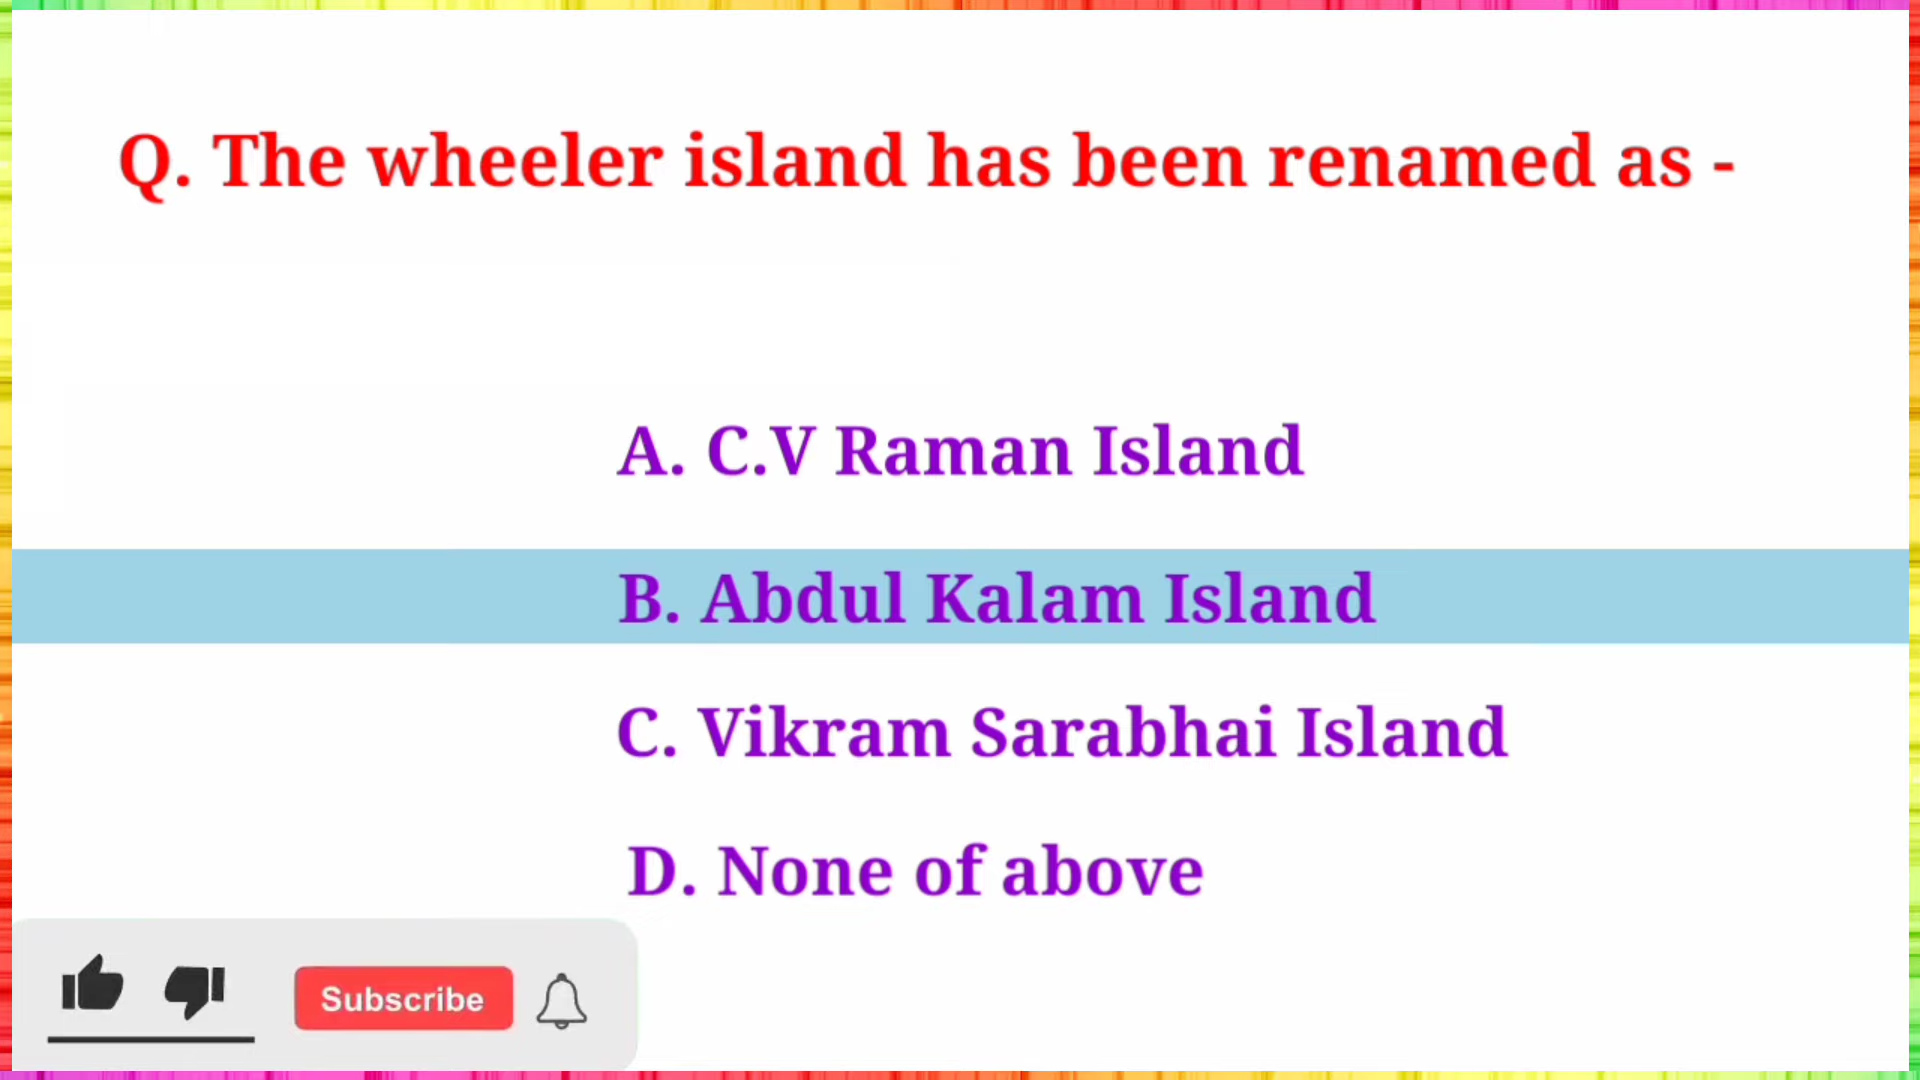 Q. The wheeler island has been renamed as -
A. C.V Raman Island
B. Abdul Kalam Island
C. Vikram Sarabhai Island
D. None of above
Subscribe